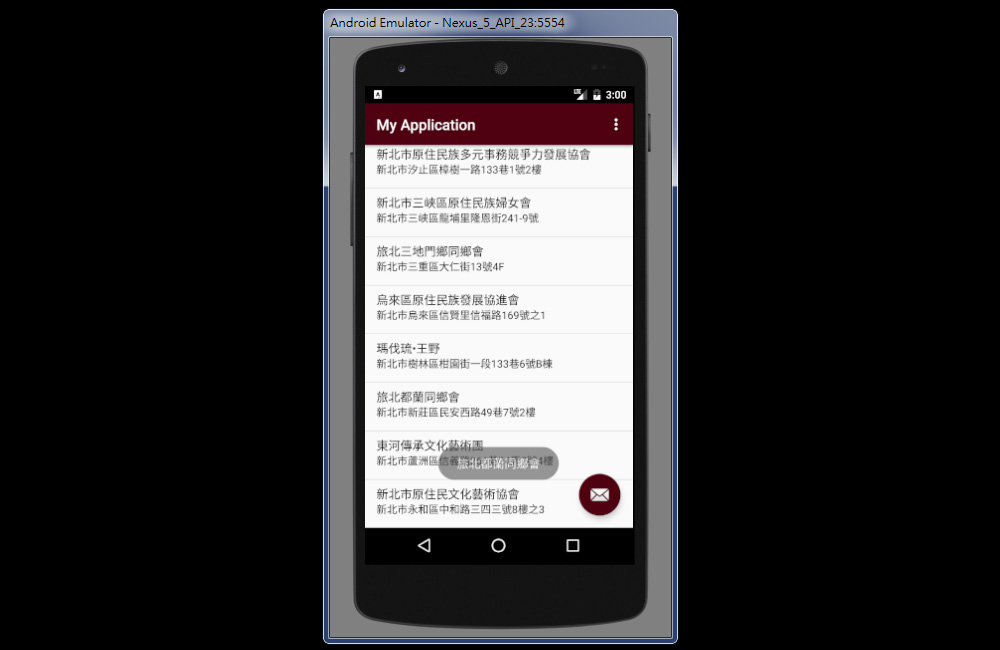 Android Emulator - Nexus_5_API_23:5554
LTE 3:00
My Application
新北市原住民族多元事務競爭力發展協會
新北市汐止區樟樹一路133巷1號2樓
新北市三峽區原住民族婦女會
新北市三峽區龍埔里隆恩街241-9號
旅北三地門鄉同鄉會
新北市三重區大仁街13號4F
烏來區原住民族發展協進會
新北市烏來區信賢里信福路169號之1
瑪伐琉•王野
新北市樹林區柑園街一段133巷6號B棟
旅北都蘭同鄉會
新北市新莊區民安西路49巷7號2樓
東河傳承文化藝術團
新北市蘆洲區信義
旅北都蘭同鄉會
新北市原住民文化藝術協會
新北市永和區中和路三四三號8樓之3